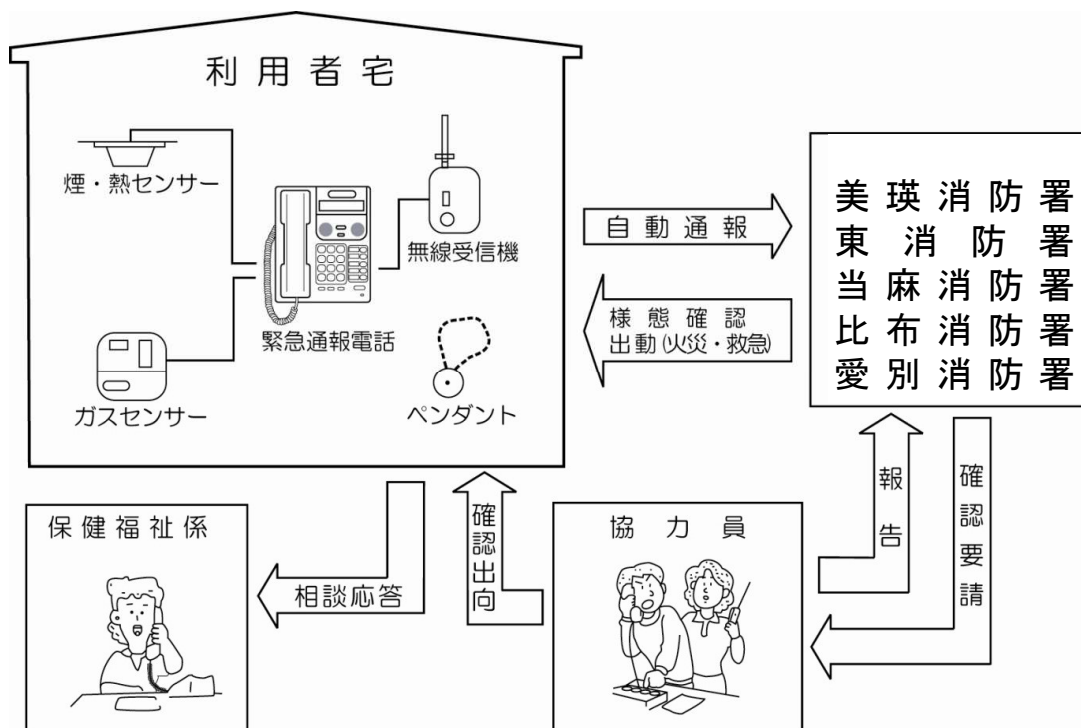 利用者宅
煙・熱センサー
無線受信機
緊急通報電話
ガスセンサー
ペンダント
自動通報
様態確認
出動(火災・救急)
美瑛消防署
東消防署
当麻消防署
比布消防署
愛別消防署
報告
確認要請
確認出向
相談応答
保健福祉係
協力員